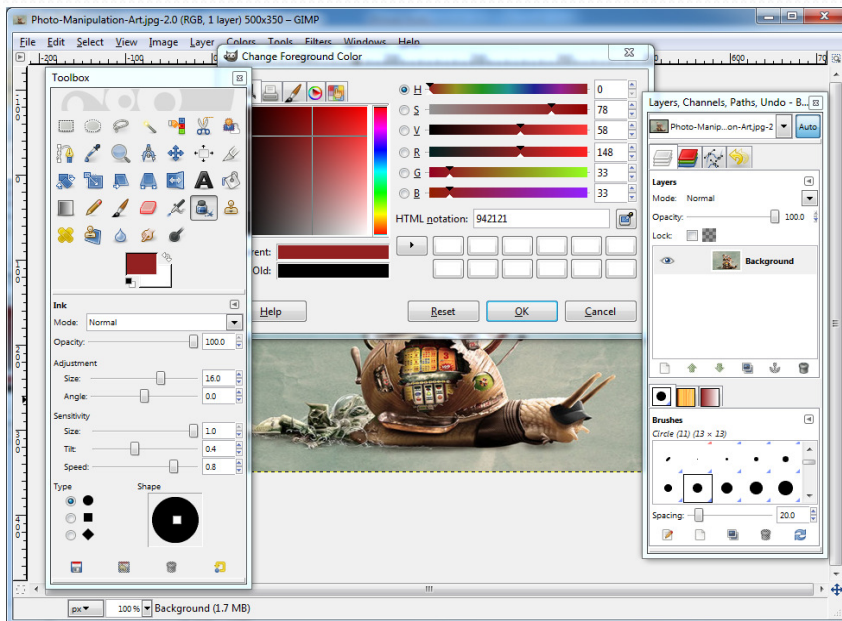 Photo-Manipulation-Art.jpg-2.0 (RGB, 1 layer) 500x350 – GIMP
File Edit Select View Image Layer Colors Tools Filters Windows Help
Change Foreground Color
Toolbox
H 0
S 78
V 58
R 148
G 33
B 33
HTML notation: 942121
Old:
Help Reset OK Cancel
Ink
Mode: Normal
Opacity: 100.0
Adjustment
Size: 16.0
Angle: 0.0
Sensitivity
Size: 1.0
Tilt: 0.4
Speed: 0.8
Type Shape
Layers, Channels, Paths, Undo - B...
Photo-Manip...on-Art.jpg-2 Auto
Layers
Mode: Normal
Opacity: 100.0
Lock:
Background
Brushes
Circle (11) (13 × 13)
Spacing: 20.0
px 100 % Background (1.7 MB)